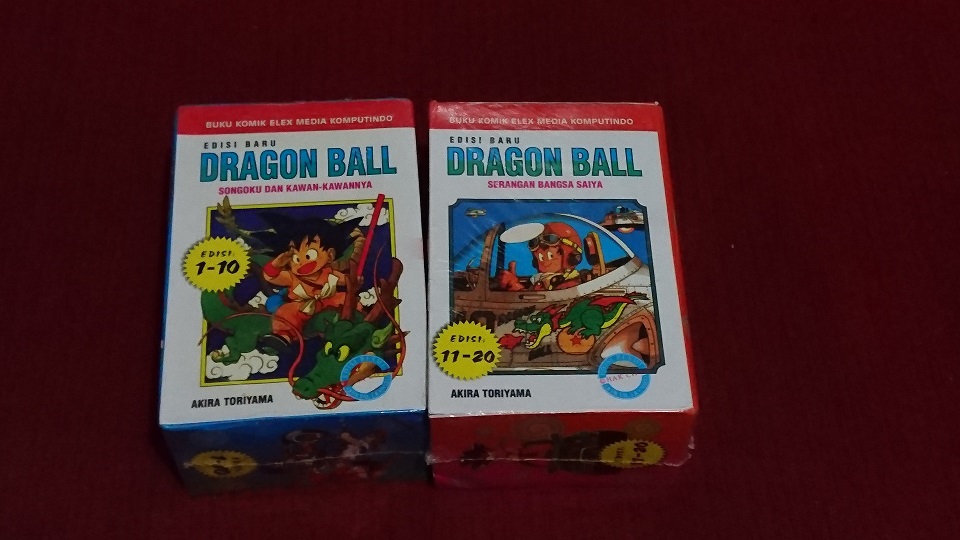 BUKU KOMIK ELEX MEDIA KOMPUTINDO
EDISI BARU
DRAGON BALL
SONGOKU DAN KAWAN-KAWANNYA
EDISI:
1-10
AKIRA TORIYAMA
BUKU KOMIK ELEX MEDIA KOMPUTINDO
EDISI BARU
DRAGON BALL
SERANGAN BANGSA SAIYA
EDISI:
11-20
AKIRA TORIYAMA